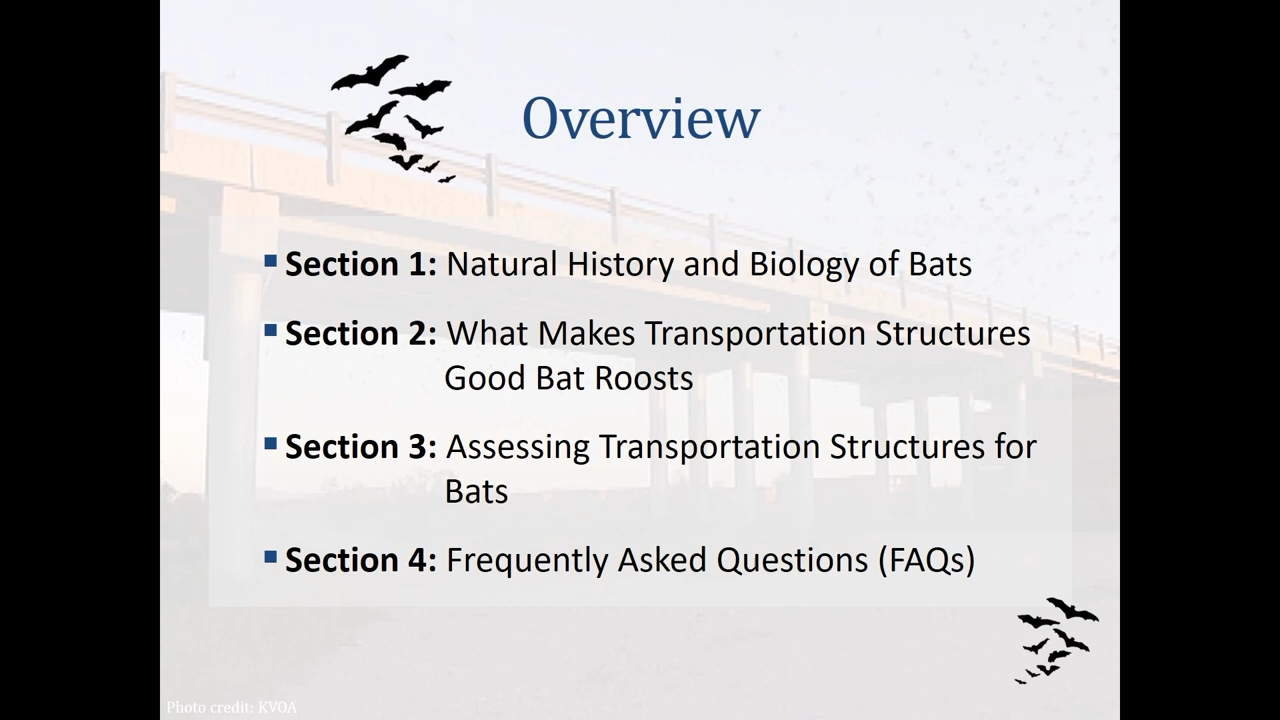 Overview
▪ Section 1: Natural History and Biology of Bats
▪ Section 2: What Makes Transportation Structures
Good Bat Roosts
▪ Section 3: Assessing Transportation Structures for
Bats
▪ Section 4: Frequently Asked Questions (FAQs)
Photo credit: KVOA